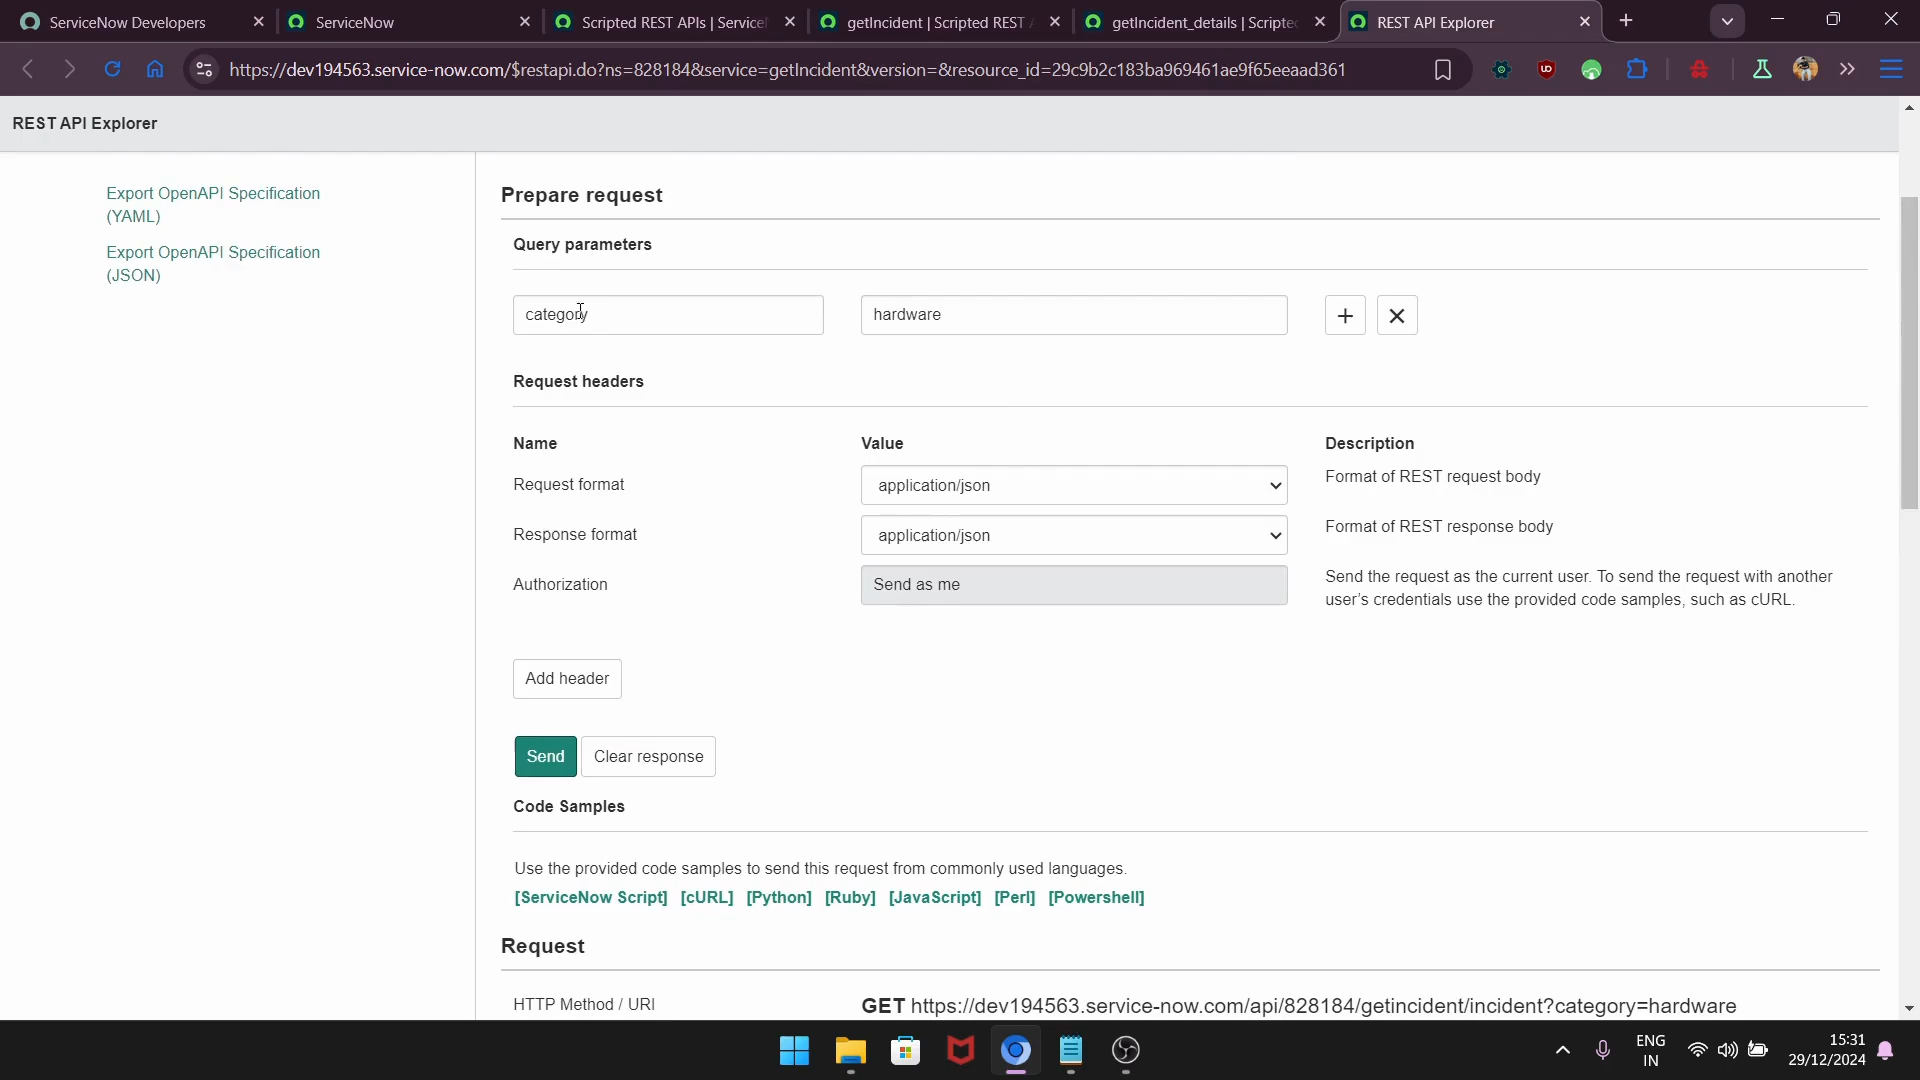 ServiceNow Developers
ServiceNow
Scripted REST APIs | Service
getIncident | Scripted REST
getIncident_details | Scripte
REST API Explorer
https://dev194563.service-now.com/$restapi.do?ns=828184&service=getIncident&version=&resource_id=29c9b2c183ba969461ae9f65eeaad361
REST API Explorer
Export OpenAPI Specification
(YAML)
Export OpenAPI Specification
(JSON)
Prepare request
Query parameters
category
hardware
Request headers
Name
Value
Description
Request format
application/json
Format of REST request body
Response format
application/json
Format of REST response body
Authorization
Send as me
Send the request as the current user. To send the request with another
user's credentials use the provided code samples, such as cURL.
Add header
Send
Clear response
Code Samples
Use the provided code samples to send this request from commonly used languages.
[ServiceNow Script] [cURL] [Python] [Ruby] [JavaScript] [Perl] [Powershell]
Request
HTTP Method / URI
GET https://dev194563.service-now.com/api/828184/getincident/incident?category=hardware
ENG
IN
15:31
29/12/2024